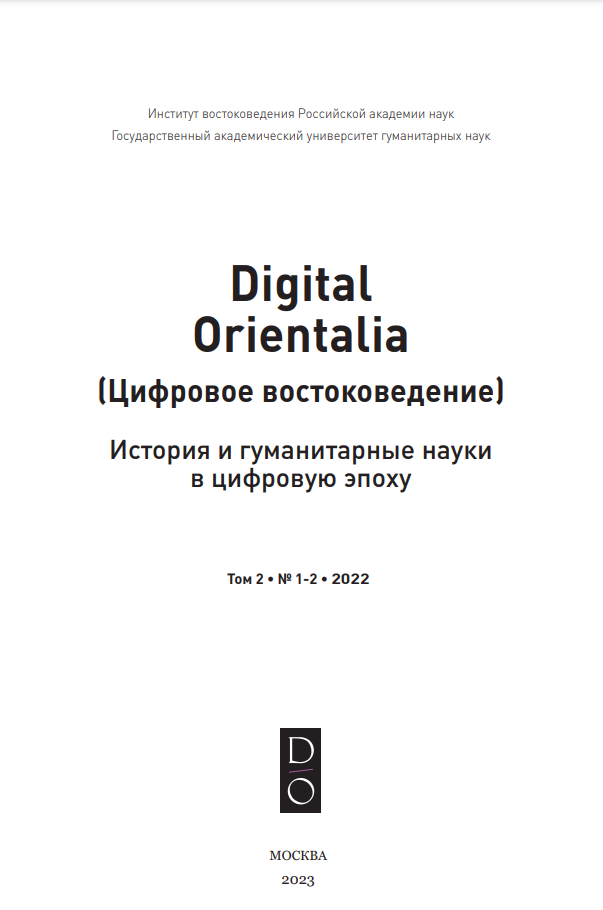 Институт востоковедения Российской академии наук
Государственный академический университет гуманитарных наук
Digital
Orientalia
(Цифровое востоковедение)
История и гуманитарные науки
в цифровую эпоху
Том 2 • № 1-2 • 2022
D
O
МОСКВА
2023